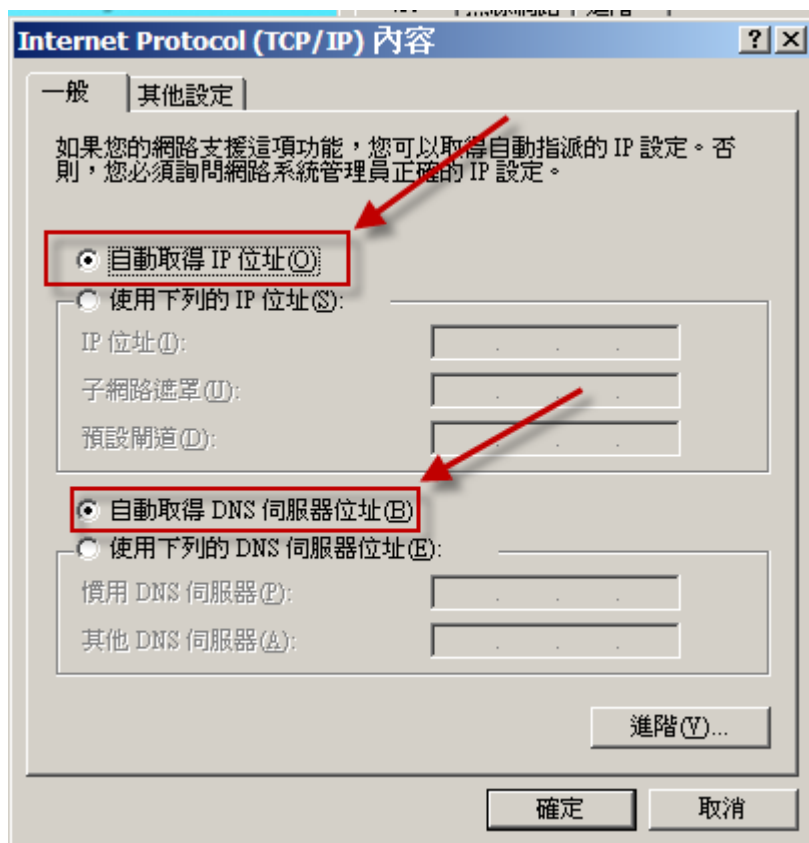 Internet Protocol (TCP/IP) 內容
一般 其他設定
如果您的網路支援這項功能，您可以取得自動指派的 IP 設定。否
則，您必須詢問網路系統管理員正確的 IP 設定。
自動取得 IP 位址(O)
使用下列的 IP 位址(S):
IP 位址(I):
子網路遮罩(U):
預設閘道(D):
自動取得 DNS 伺服器位址(B)
使用下列的 DNS 伺服器位址(E):
慣用 DNS 伺服器(P):
其他 DNS 伺服器(A):
進階(V)...
確定 取消